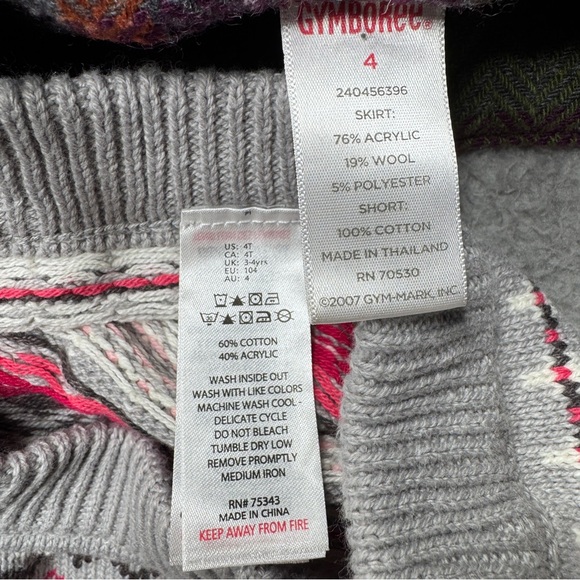 GYMBOREE®
4
240456396
SKIRT:
76% ACRYLIC
19% WOOL
5% POLYESTER
SHORT:
100% COTTON
MADE IN THAILAND
RN 70530
©2007 GYM-MARK, INC.
US: 4T
CA: 4T
UK: 3-4yrs
EU: 104
AU: 4
60% COTTON
40% ACRYLIC
WASH INSIDE OUT
WASH WITH LIKE COLORS
MACHINE WASH COOL -
DELICATE CYCLE
DO NOT BLEACH
TUMBLE DRY LOW
REMOVE PROMPTLY
MEDIUM IRON
RN# 75343
MADE IN CHINA
KEEP AWAY FROM FIRE